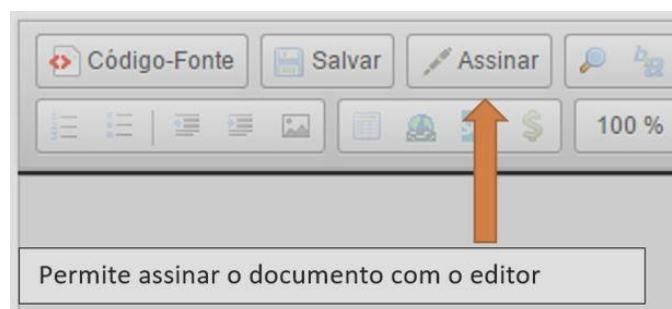 Código-Fonte Salvar Assinar
100 %
Permite assinar o documento com o editor